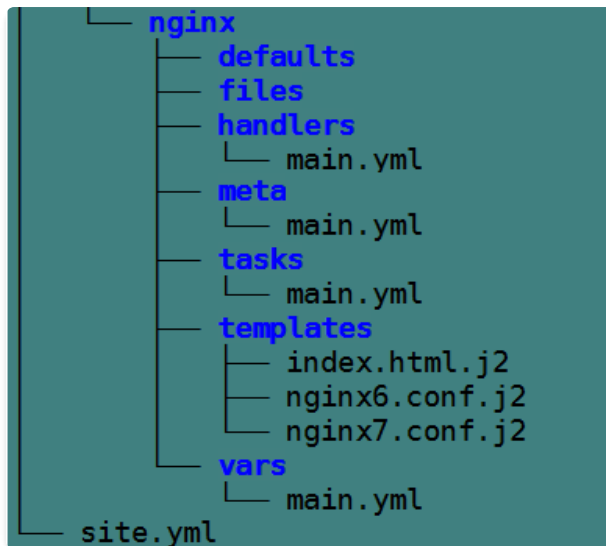 nginx
defaults
files
handlers
main.yml
meta
main.yml
tasks
main.yml
templates
index.html.j2
nginx6.conf.j2
nginx7.conf.j2
vars
main.yml
site.yml